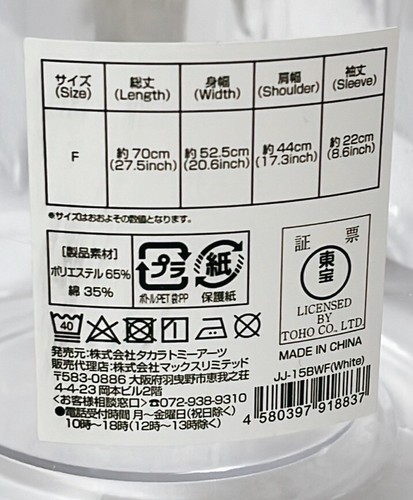 サイズ 総丈 身幅 肩幅 袖丈
(Size) (Length) (Width) (Shoulder) (Sleeve)
F 約70cm 約52.5cm 約44cm 約22cm
(27.5inch) (20.6inch) (17.3inch) (8.6inch)
※サイズはおおよその数値となります。
[製品素材]
ポリエステル 65%
綿 35%
プラ
ボトル:PET 袋:PP
紙
保護紙
証 票
東宝
LICENSED
BY
TOHO CO., LTD.
40
MADE IN CHINA
発売元:株式会社タカラトミーアーツ
販売代理店:株式会社マックスリミテッド
〒583-0886 大阪府羽曳野市恵我之荘
4-4-23 岡本ビル2階
<お客様相談窓口>☎072-938-9310
●電話受付時間 月〜金曜日(祝日除く)
10時〜18時(12時〜13時除く)
JJ-15BWF(White)
4 580397 918837